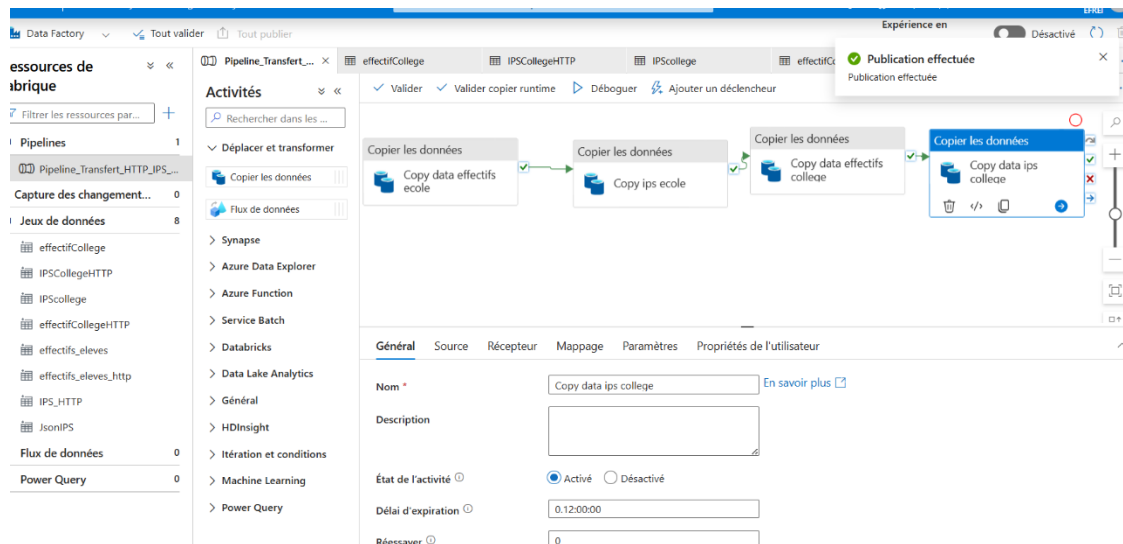 EFREI
Data Factory
Tout valider
Tout publier
Expérience en
Désactivé
Publication effectuée
Publication effectuée
essources de
abrique
Filtrer les ressources par...
Pipelines 1
Pipeline_Transfert_HTTP_IPS_...
Capture des changement... 0
Jeux de données 8
effectifCollege
IPSCollegeHTTP
IPScollege
effectifCollegeHTTP
effectifs_eleves
effectifs_eleves_http
IPS_HTTP
JsonIPS
Flux de données 0
Power Query 0
Pipeline_Transfert_...
effectifCollege
IPSCollegeHTTP
IPScollege
effectifCo
Activités
Rechercher dans les ...
Déplacer et transformer
Copier les données
Flux de données
Synapse
Azure Data Explorer
Azure Function
Service Batch
Databricks
Data Lake Analytics
Général
HDInsight
Itération et conditions
Machine Learning
Power Query
Valider
Valider copier runtime
Déboguer
Ajouter un déclencheur
Copier les données
Copy data effectifs
ecole
Copier les données
Copy ips ecole
Copier les données
Copy data effectifs
college
Copier les données
Copy data ips
college
Général
Source
Récepteur
Mappage
Paramètres
Propriétés de l'utilisateur
Nom *
Copy data ips college
En savoir plus
Description
État de l'activité
Activé
Désactivé
Délai d'expiration
0.12:00:00
Réessayer
0